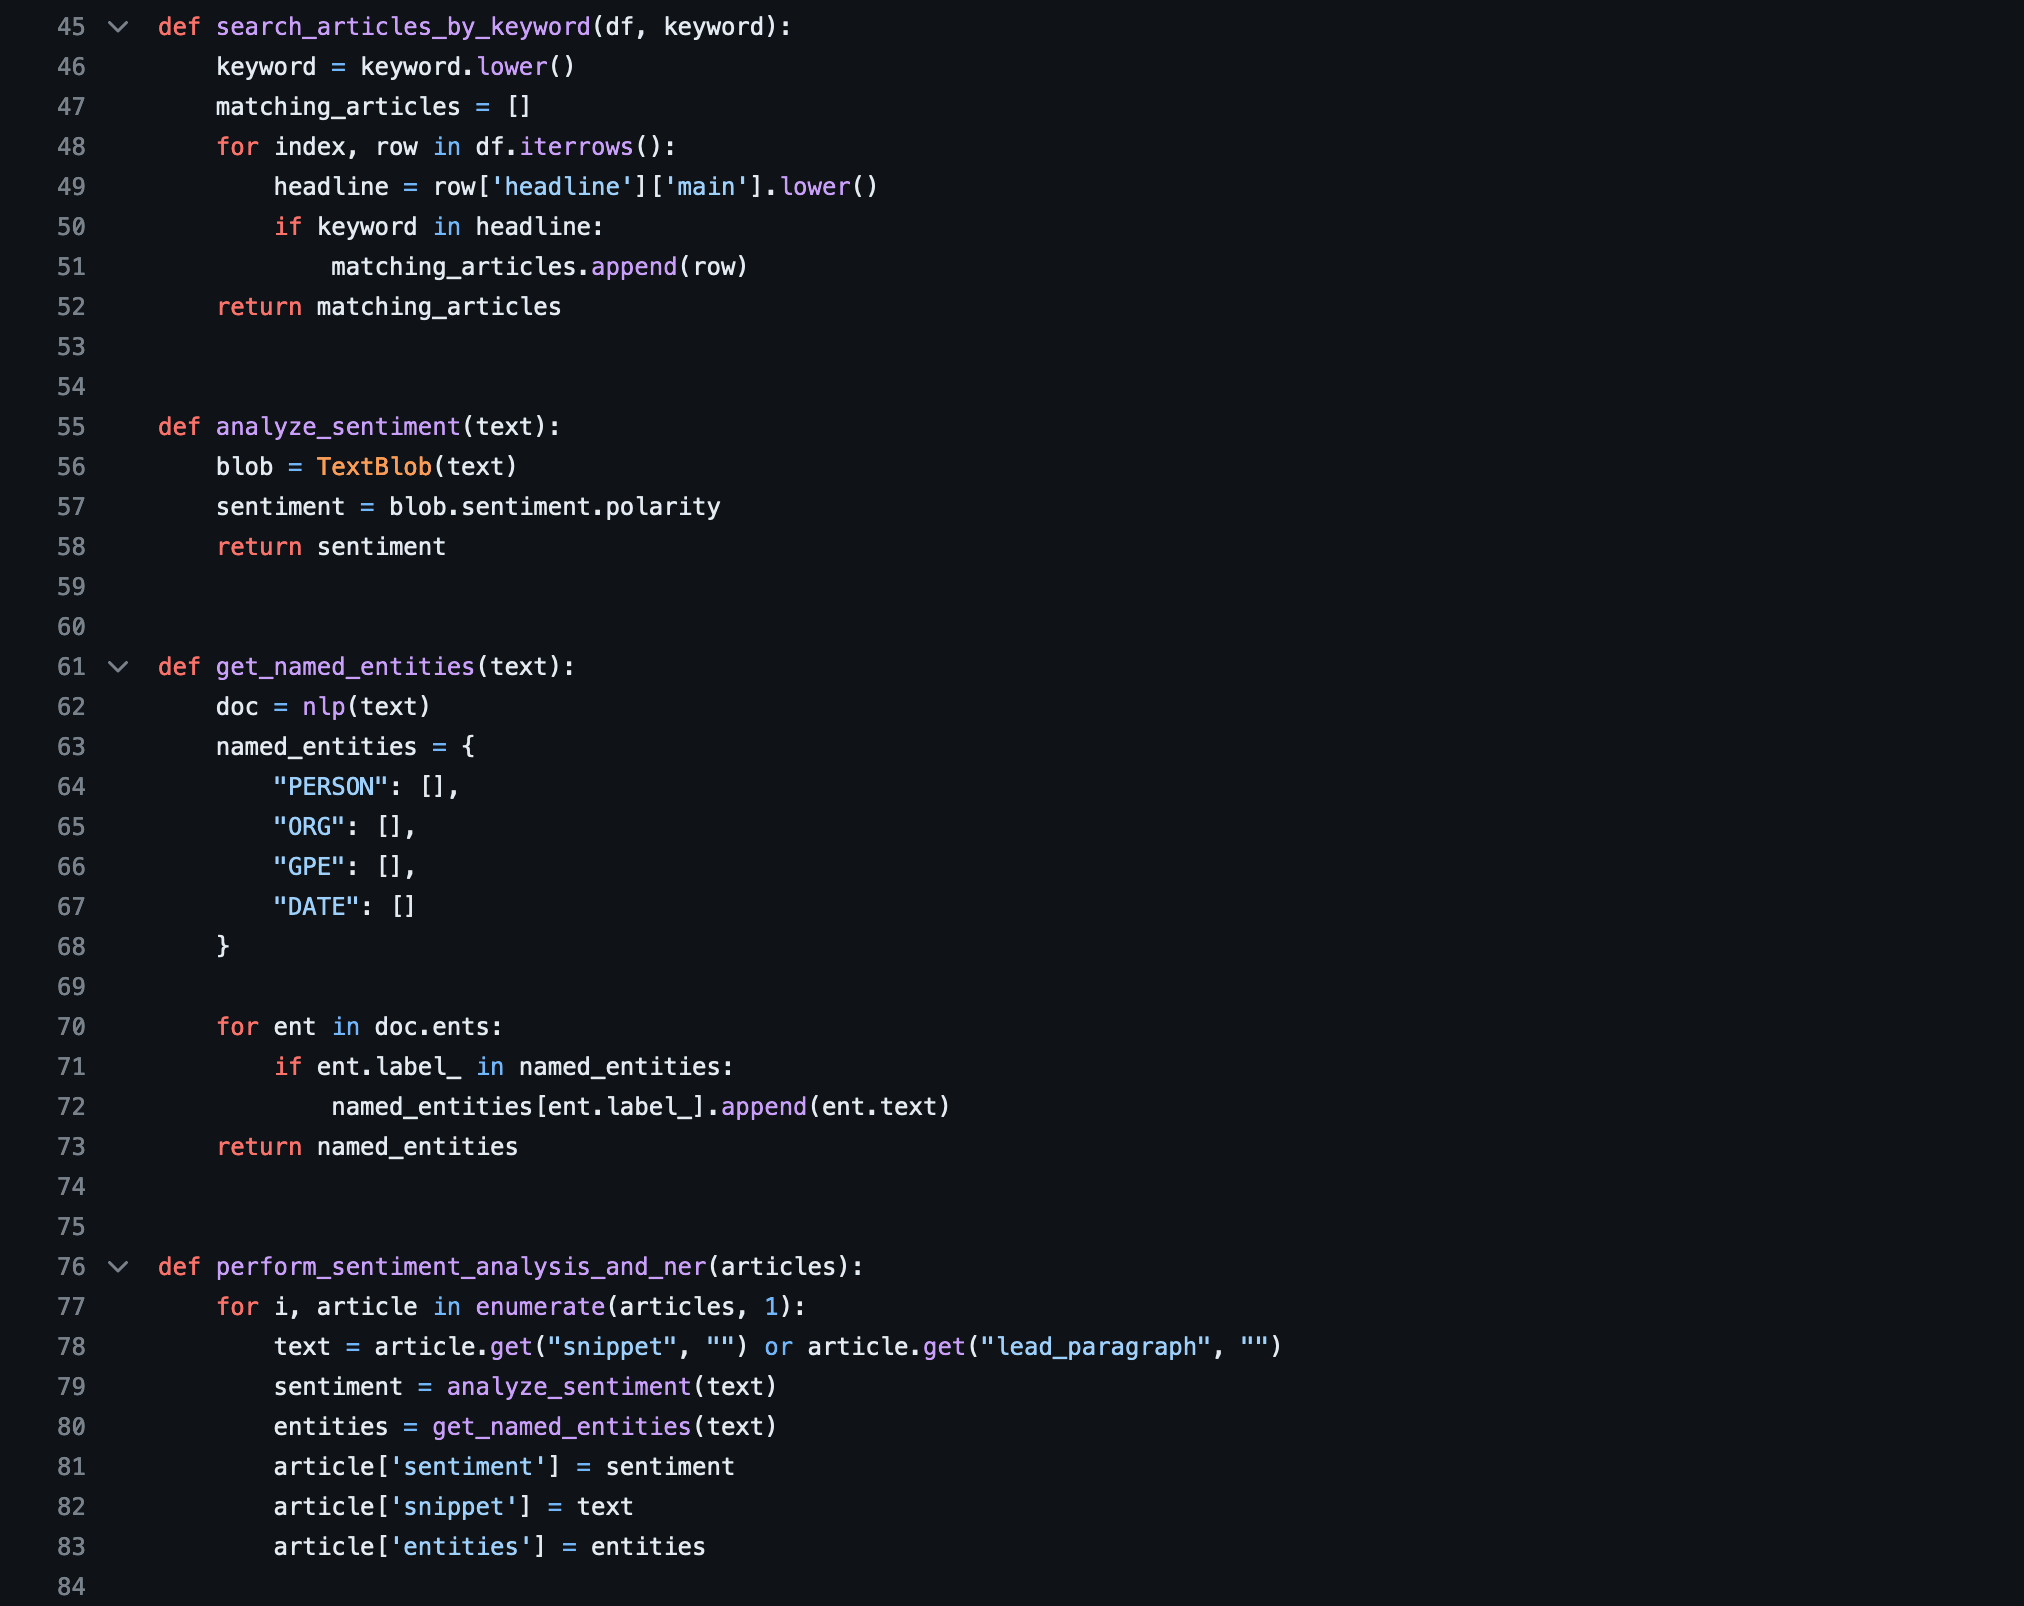 45 def search_articles_by_keyword(df, keyword):
46     keyword = keyword.lower()
47     matching_articles = []
48     for index, row in df.iterrows():
49         headline = row['headline']['main'].lower()
50         if keyword in headline:
51             matching_articles.append(row)
52     return matching_articles
53
54
55 def analyze_sentiment(text):
56     blob = TextBlob(text)
57     sentiment = blob.sentiment.polarity
58     return sentiment
59
60
61 def get_named_entities(text):
62     doc = nlp(text)
63     named_entities = {
64         "PERSON": [],
65         "ORG": [],
66         "GPE": [],
67         "DATE": []
68     }
69
70     for ent in doc.ents:
71         if ent.label_ in named_entities:
72             named_entities[ent.label_].append(ent.text)
73     return named_entities
74
75
76 def perform_sentiment_analysis_and_ner(articles):
77     for i, article in enumerate(articles, 1):
78         text = article.get("snippet", "") or article.get("lead_paragraph", "")
79         sentiment = analyze_sentiment(text)
80         entities = get_named_entities(text)
81         article['sentiment'] = sentiment
82         article['snippet'] = text
83         article['entities'] = entities
84